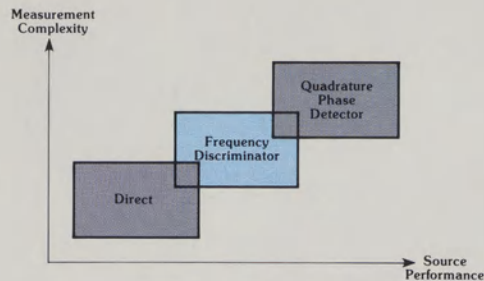 Measurement
Complexity
Quadrature
Phase
Detector
Frequency
Discriminator
Direct
Source
Performance